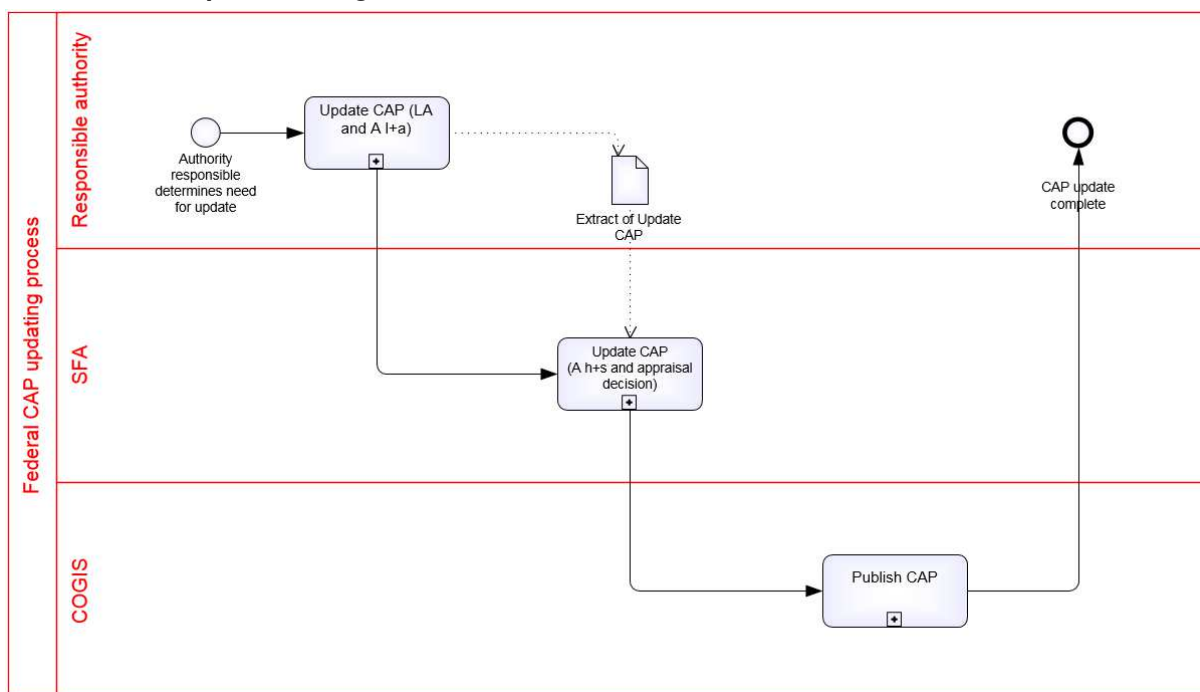 Federal CAP updating process
Responsible authority
Authority
responsible
determines need
for update
Update CAP (LA
and A l+a)
Extract of Update
CAP
CAP update
complete
SFA
Update CAP
(A h+s and appraisal
decision)
COGIS
Publish CAP